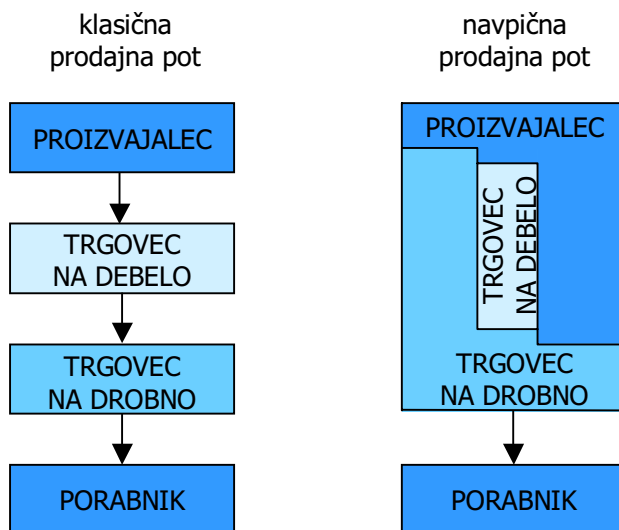 klasična
prodajna pot
PROIZVAJALEC
TRGOVEC
NA DEBELO
TRGOVEC
NA DROBNO
PORABNIK
navpična
prodajna pot
PROIZVAJALEC
TRGOVEC
NA DEBELO
TRGOVEC
NA DROBNO
PORABNIK